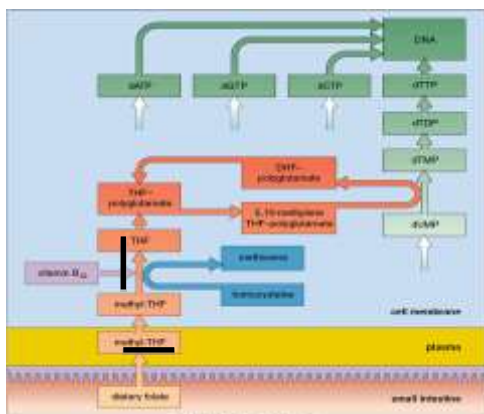 DNA
dATP
dGTP
dCTP
dTTP
dTDP
dTMP
DHF-
polyglutamate
THF-
polyglutamate
5,10-methylene
THF-polyglutamate
dUMP
THF
methionine
vitamin B12
homocysteine
methyl-THF
cell membrane
methyl-THF
plasma
dietary folate
small intestine